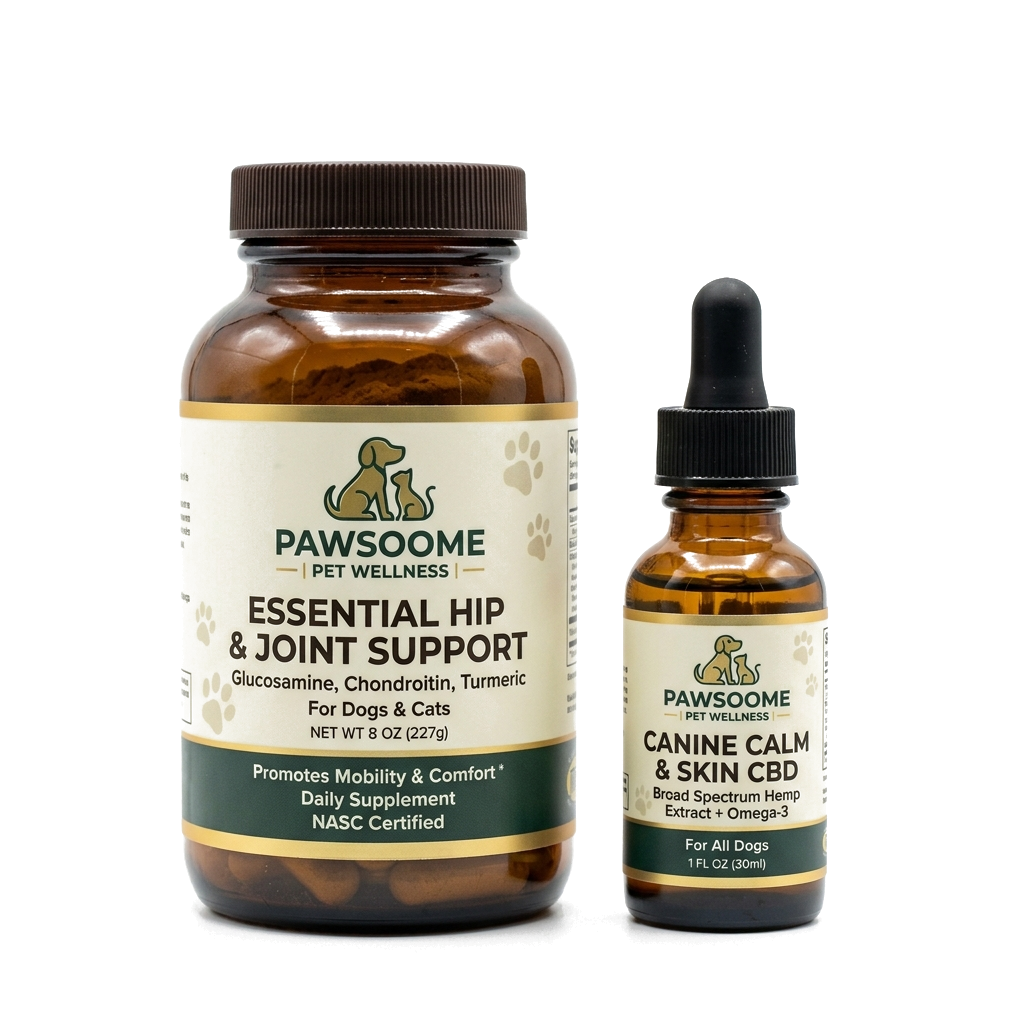 PAWSOOME
PET WELLNESS
ESSENTIAL HIP
& JOINT SUPPORT
Glucosamine, Chondroitin, Turmeric
For Dogs & Cats
NET WT 8 OZ (227g)
Promotes Mobility & Comfort*
Daily Supplement
NASC Certified
PAWSOOME
PET WELLNESS
CANINE CALM
& SKIN CBD
Broad Spectrum Hemp
Extract + Omega-3
For All Dogs
1 FL OZ (30ml)